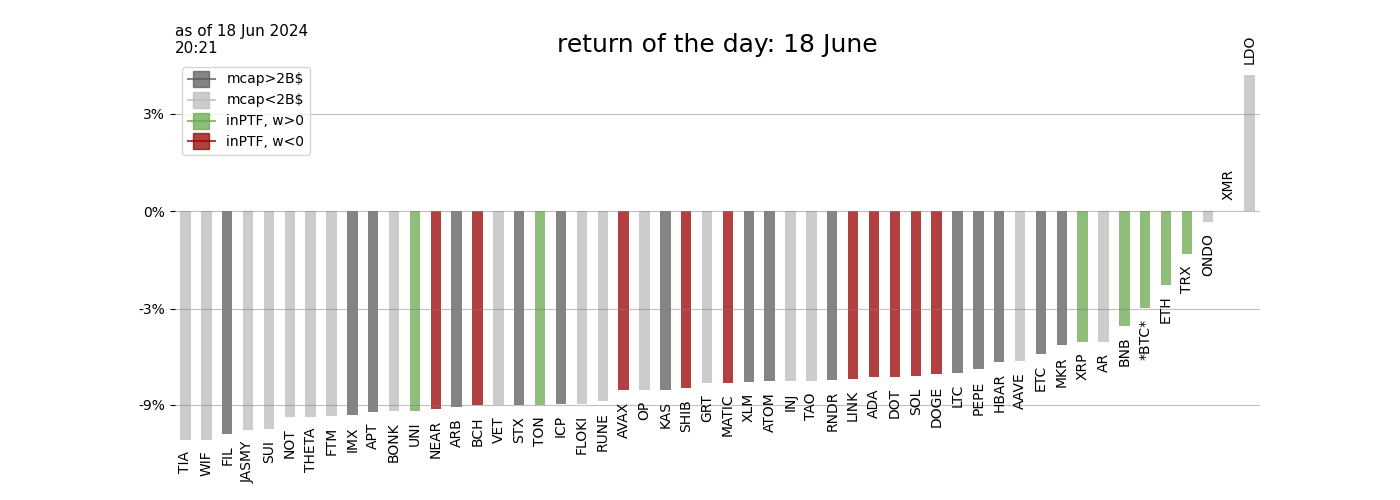 as of 18 Jun 2024
20:21
return of the day: 18 June
mcap>2B$
mcap<2B$
inPTF, w>0
inPTF, w<0
3%
0%
-3%
-9%
TIA
WIF
FIL
JASMY
SUI
NOT
THETA
FTM
IMX
APT
BONK
UNI
NEAR
ARB
BCH
VET
STX
TON
ICP
FLOKI
RUNE
AVAX
OP
KAS
SHIB
GRT
MATIC
XLM
ATOM
INJ
TAO
RNDR
LINK
ADA
DOT
SOL
DOGE
LTC
PEPE
HBAR
AAVE
ETC
MKR
XRP
AR
BNB
*BTC*
ETH
TRX
ONDO
XMR
LDO